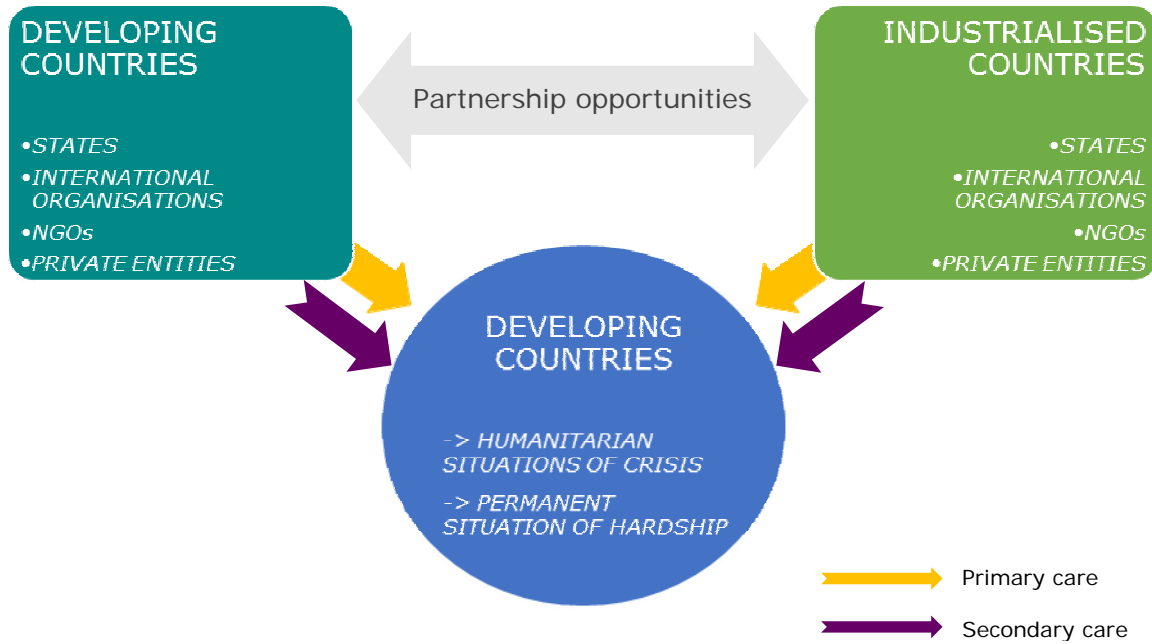 DEVELOPING
COUNTRIES
•STATES
•INTERNATIONAL
ORGANISATIONS
•NGOs
•PRIVATE ENTITIES
Partnership opportunities
INDUSTRIALISED
COUNTRIES
•STATES
•INTERNATIONAL
ORGANISATIONS
•NGOs
•PRIVATE ENTITIES
DEVELOPING
COUNTRIES
-> HUMANITARIAN
SITUATIONS OF CRISIS
-> PERMANENT
SITUATION OF HARDSHIP
Primary care
Secondary care